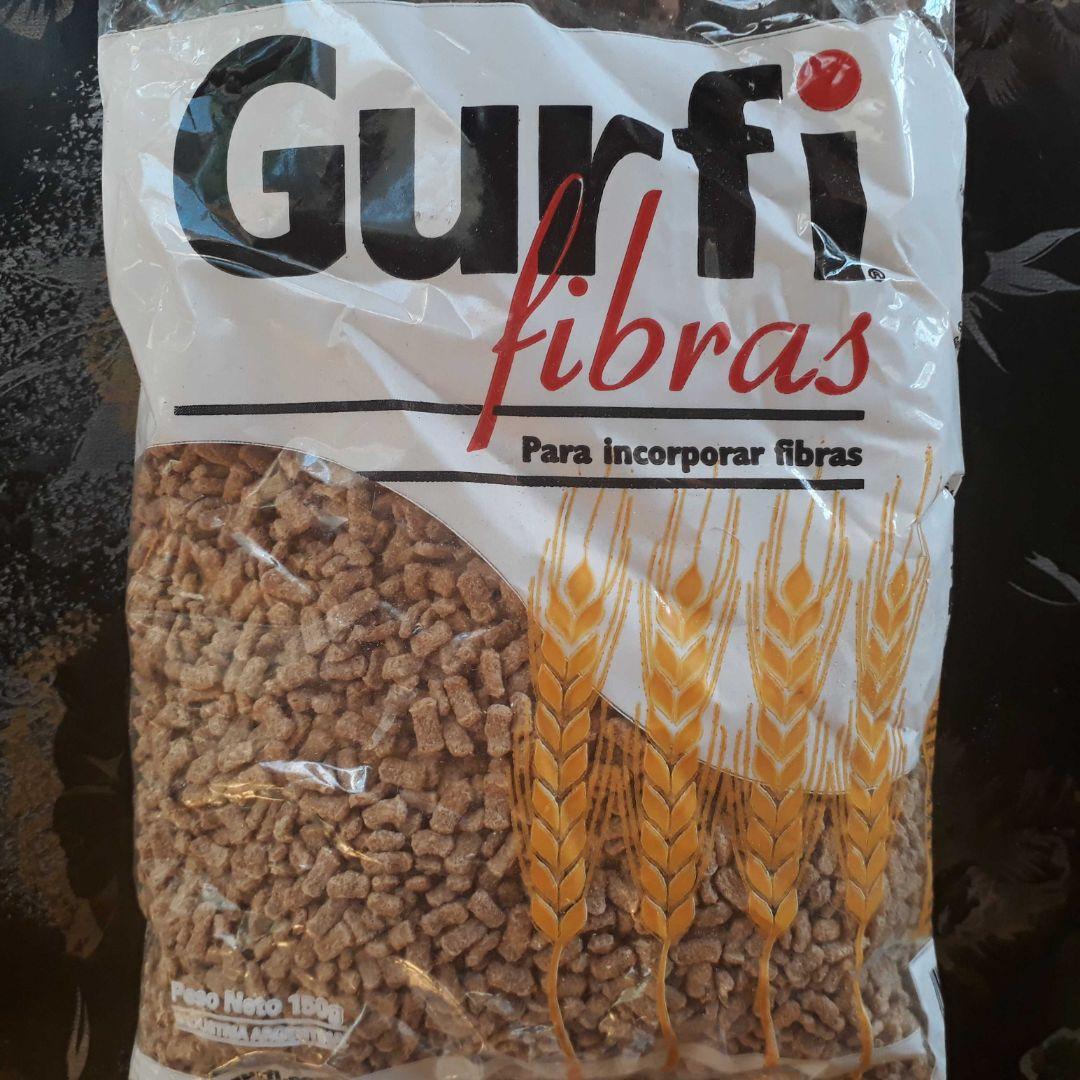 Gurfi®
fibras
Para incorporar fibras
Peso Neto 150g
INDUSTRIA ARGENTINA